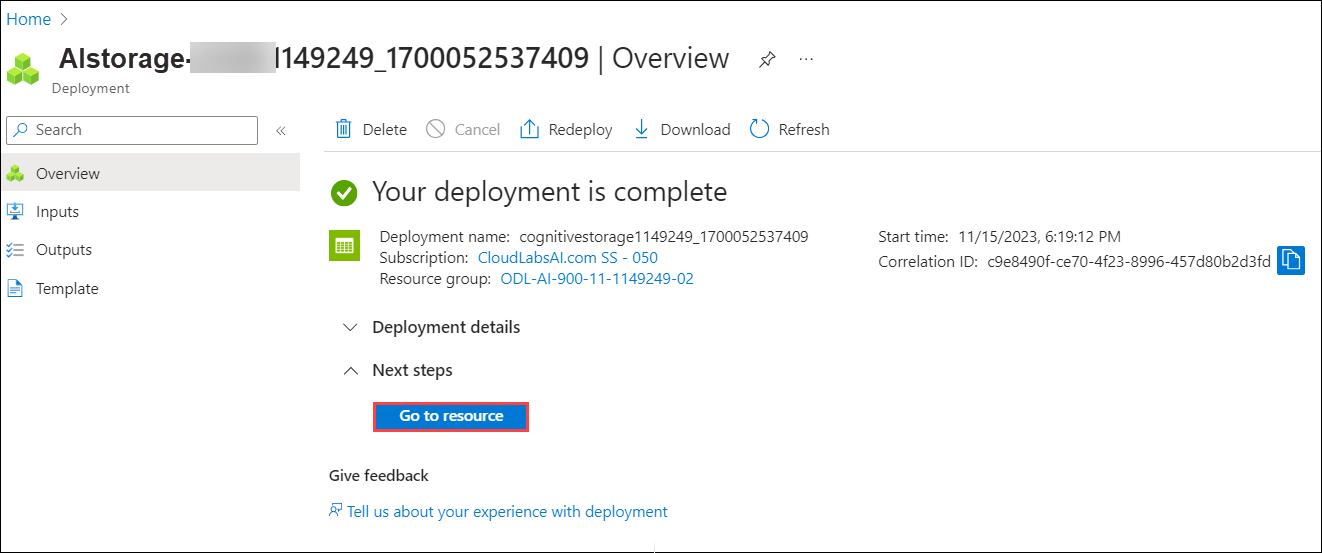 Home
AIstorage- 1149249_1700052537409 | Overview
Deployment
Search
Delete Cancel Redeploy Download Refresh
Overview
Inputs
Outputs
Template
Your deployment is complete
Deployment name: cognitivestorage1149249_1700052537409
Subscription: CloudLabsAI.com SS - 050
Resource group: ODL-AI-900-11-1149249-02
Start time: 11/15/2023, 6:19:12 PM
Correlation ID: c9e8490f-ce70-4f23-8996-457d80b2d3fd
Deployment details
Next steps
Go to resource
Give feedback
Tell us about your experience with deployment